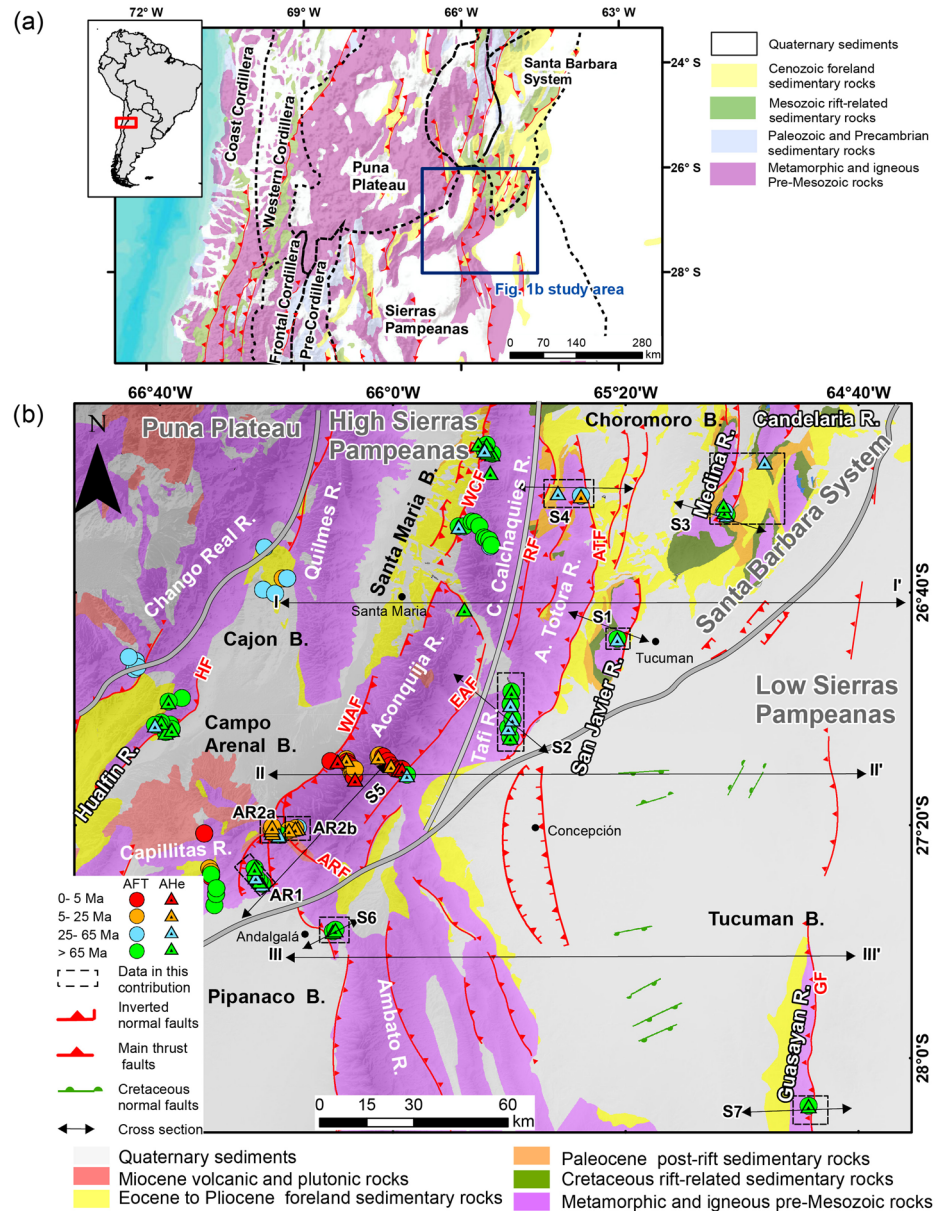 (a)
72°W
69°W
66°W
63°W
24° S
26° S
28° S
Coast Cordillera
Western Cordillera
Frontal Cordillera
Pre-Cordillera
Puna
Plateau
Santa Barbara
System
Sierras
Pampeanas
Fig. 1b study area
0 70 140 280
km
Quaternary sediments
Cenozoic foreland
sedimentary rocks
Mesozoic rift-related
sedimentary rocks
Paleozoic and Precambrian
sedimentary rocks
Metamorphic and igneous
Pre-Mesozoic rocks
(b)
66°40'W
66°0'W
65°20'W
64°40'W
26°40'S
27°20'S
28°0'S
N
Puna Plateau
High Sierras
Pampeanas
Choromoro B.
Candelaria R.
Medina R.
Santa Barbara System
Low Sierras
Pampeanas
Chango Real R.
Quilmes R.
Santa Maria B.
WCF
C. Calchaquies R.
IRF
S4
ATF
A. Totora R.
S3
I
I'
Santa Maria
Cajon B.
S1
Tucuman
San Javier R.
HF
Hualfin R.
Campo
Arenal B.
WAF
Aconquija R.
EAF
Tafi R.
S2
II
II'
S5
AR2a
AR2b
Concepción
Capillitas R.
ARF
AR1
S6
Andalgalá
III
III'
Tucuman B.
Pipanaco B.
Ambato R.
GF
Guasayan R.
S7
AFT AHe
0- 5 Ma
5- 25 Ma
25- 65 Ma
> 65 Ma
Data in this
contribution
Inverted
normal faults
Main thrust
faults
Cretaceous
normal faults
Cross section
0 15 30 60
km
Quaternary sediments
Miocene volcanic and plutonic rocks
Eocene to Pliocene foreland sedimentary rocks
Paleocene post-rift sedimentary rocks
Cretaceous rift-related sedimentary rocks
Metamorphic and igneous pre-Mesozoic rocks